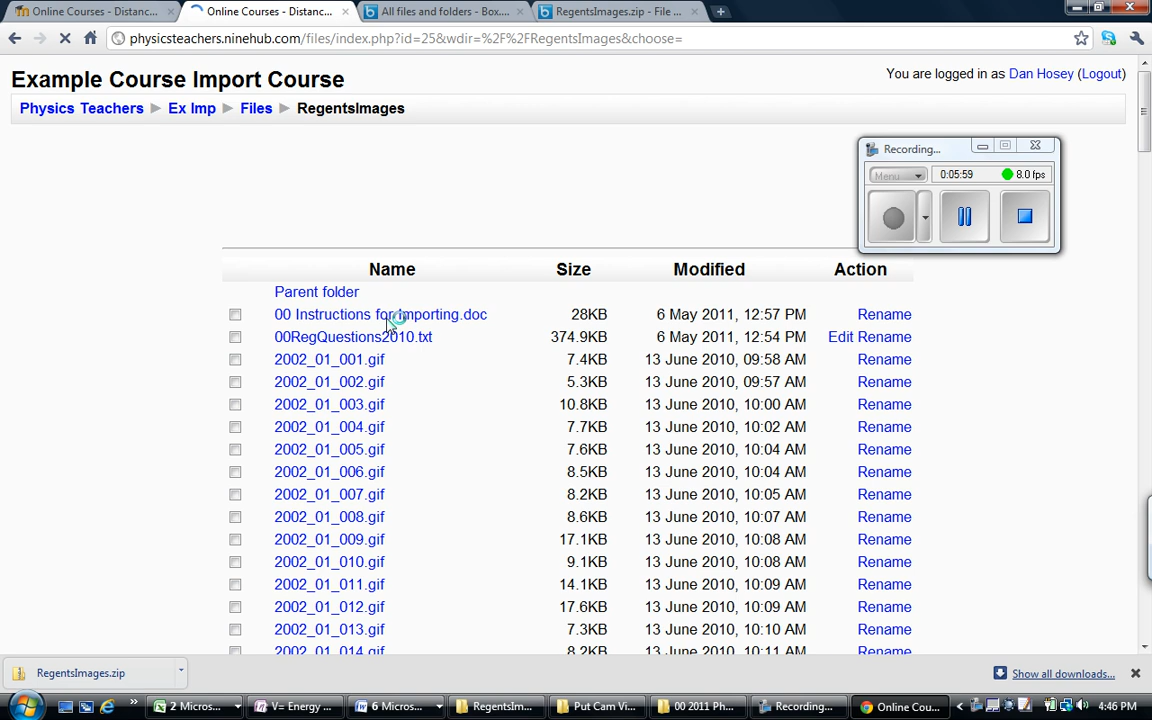 Online Courses - Distanc... × Online Courses - Distanc... × All files and folders - Box.... × RegentsImages.zip - File ... ×
physicsteachers.ninehub.com/files/index.php?id=25&wdir=%2F%2FRegentsImages&choose=
Example Course Import Course
You are logged in as Dan Hosey (Logout)
Physics Teachers ► Ex Imp ► Files ► RegentsImages
Recording...
Menu 0:05:59 8.0 fps
Name Size Modified Action
Parent folder
00 Instructions for importing.doc 28KB 6 May 2011, 12:57 PM Rename
00RegQuestions2010.txt 374.9KB 6 May 2011, 12:54 PM Edit Rename
2002_01_001.gif 7.4KB 13 June 2010, 09:58 AM Rename
2002_01_002.gif 5.3KB 13 June 2010, 09:57 AM Rename
2002_01_003.gif 10.8KB 13 June 2010, 10:00 AM Rename
2002_01_004.gif 7.7KB 13 June 2010, 10:02 AM Rename
2002_01_005.gif 7.6KB 13 June 2010, 10:04 AM Rename
2002_01_006.gif 8.5KB 13 June 2010, 10:04 AM Rename
2002_01_007.gif 8.2KB 13 June 2010, 10:05 AM Rename
2002_01_008.gif 8.6KB 13 June 2010, 10:07 AM Rename
2002_01_009.gif 17.1KB 13 June 2010, 10:08 AM Rename
2002_01_010.gif 9.1KB 13 June 2010, 10:08 AM Rename
2002_01_011.gif 14.1KB 13 June 2010, 10:09 AM Rename
2002_01_012.gif 17.6KB 13 June 2010, 10:09 AM Rename
2002_01_013.gif 7.3KB 13 June 2010, 10:10 AM Rename
2002_01_014.gif 8.2KB 13 June 2010, 10:11 AM Rename
RegentsImages.zip Show all downloads...
2 Micros... V= Energy ... 6 Micros... RegentsIm... Put Cam Vi... 00 2011 Ph... Recording... Online Cou... 4:46 PM